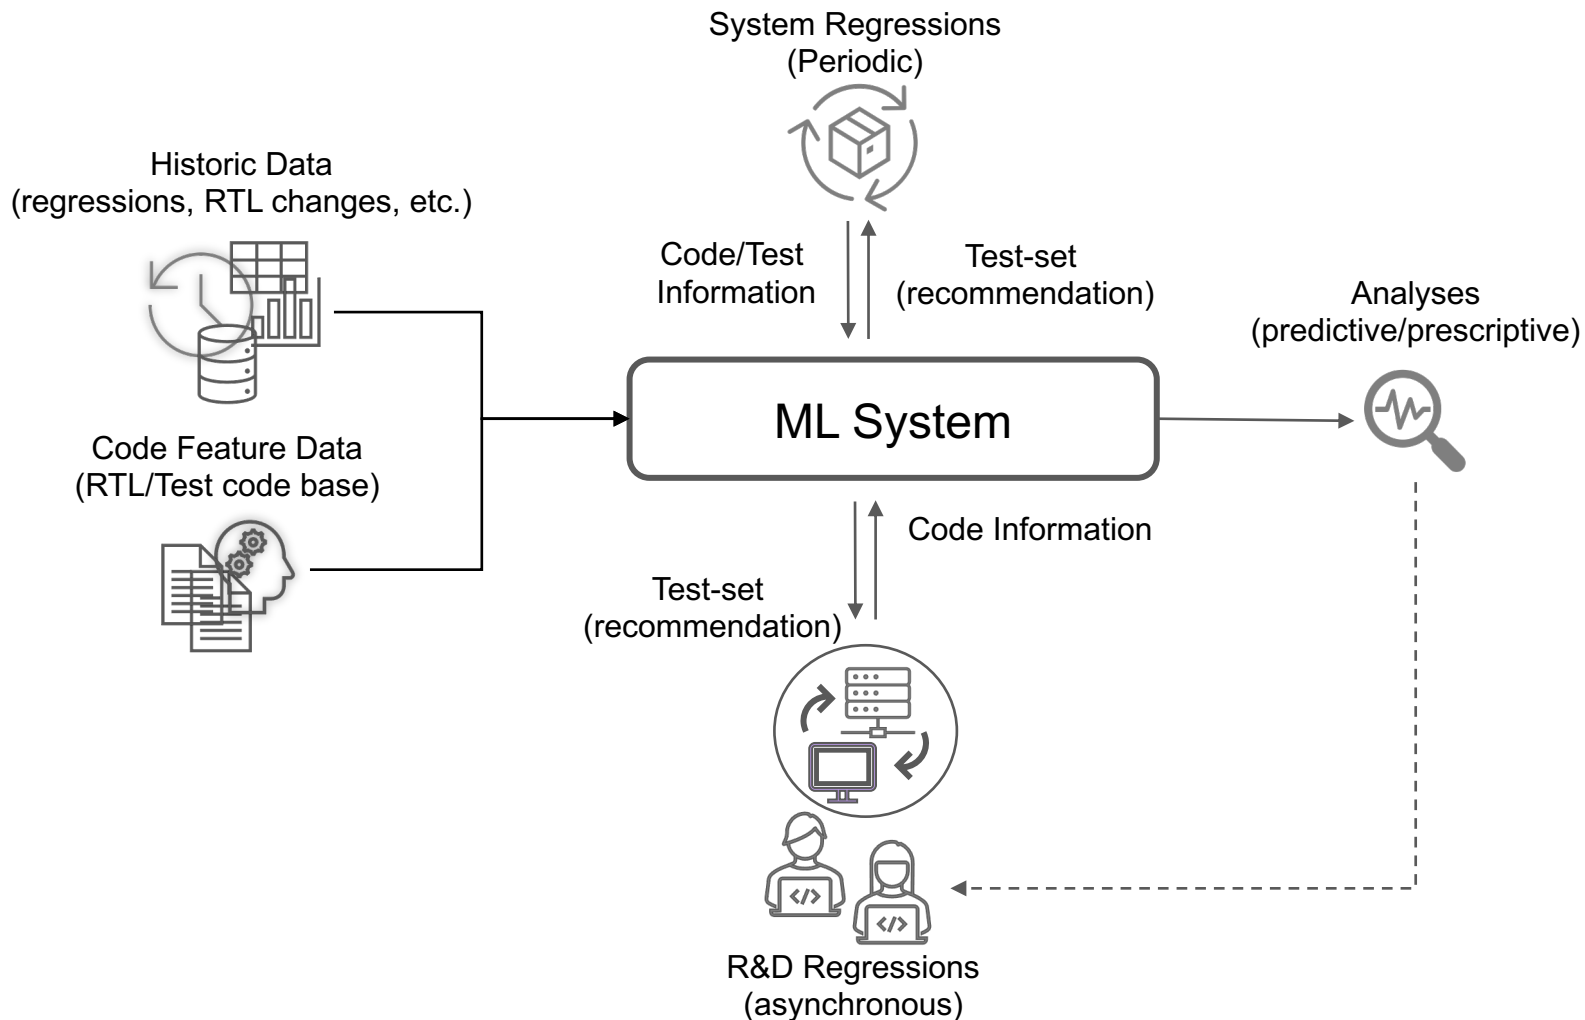 System Regressions
(Periodic)
Historic Data
(regressions, RTL changes, etc.)
Code/Test
Information
Test-set
(recommendation)
Analyses
(predictive/prescriptive)
ML System
Code Feature Data
(RTL/Test code base)
Code Information
Test-set
(recommendation)
</>
</>
R&D Regressions
(asynchronous)